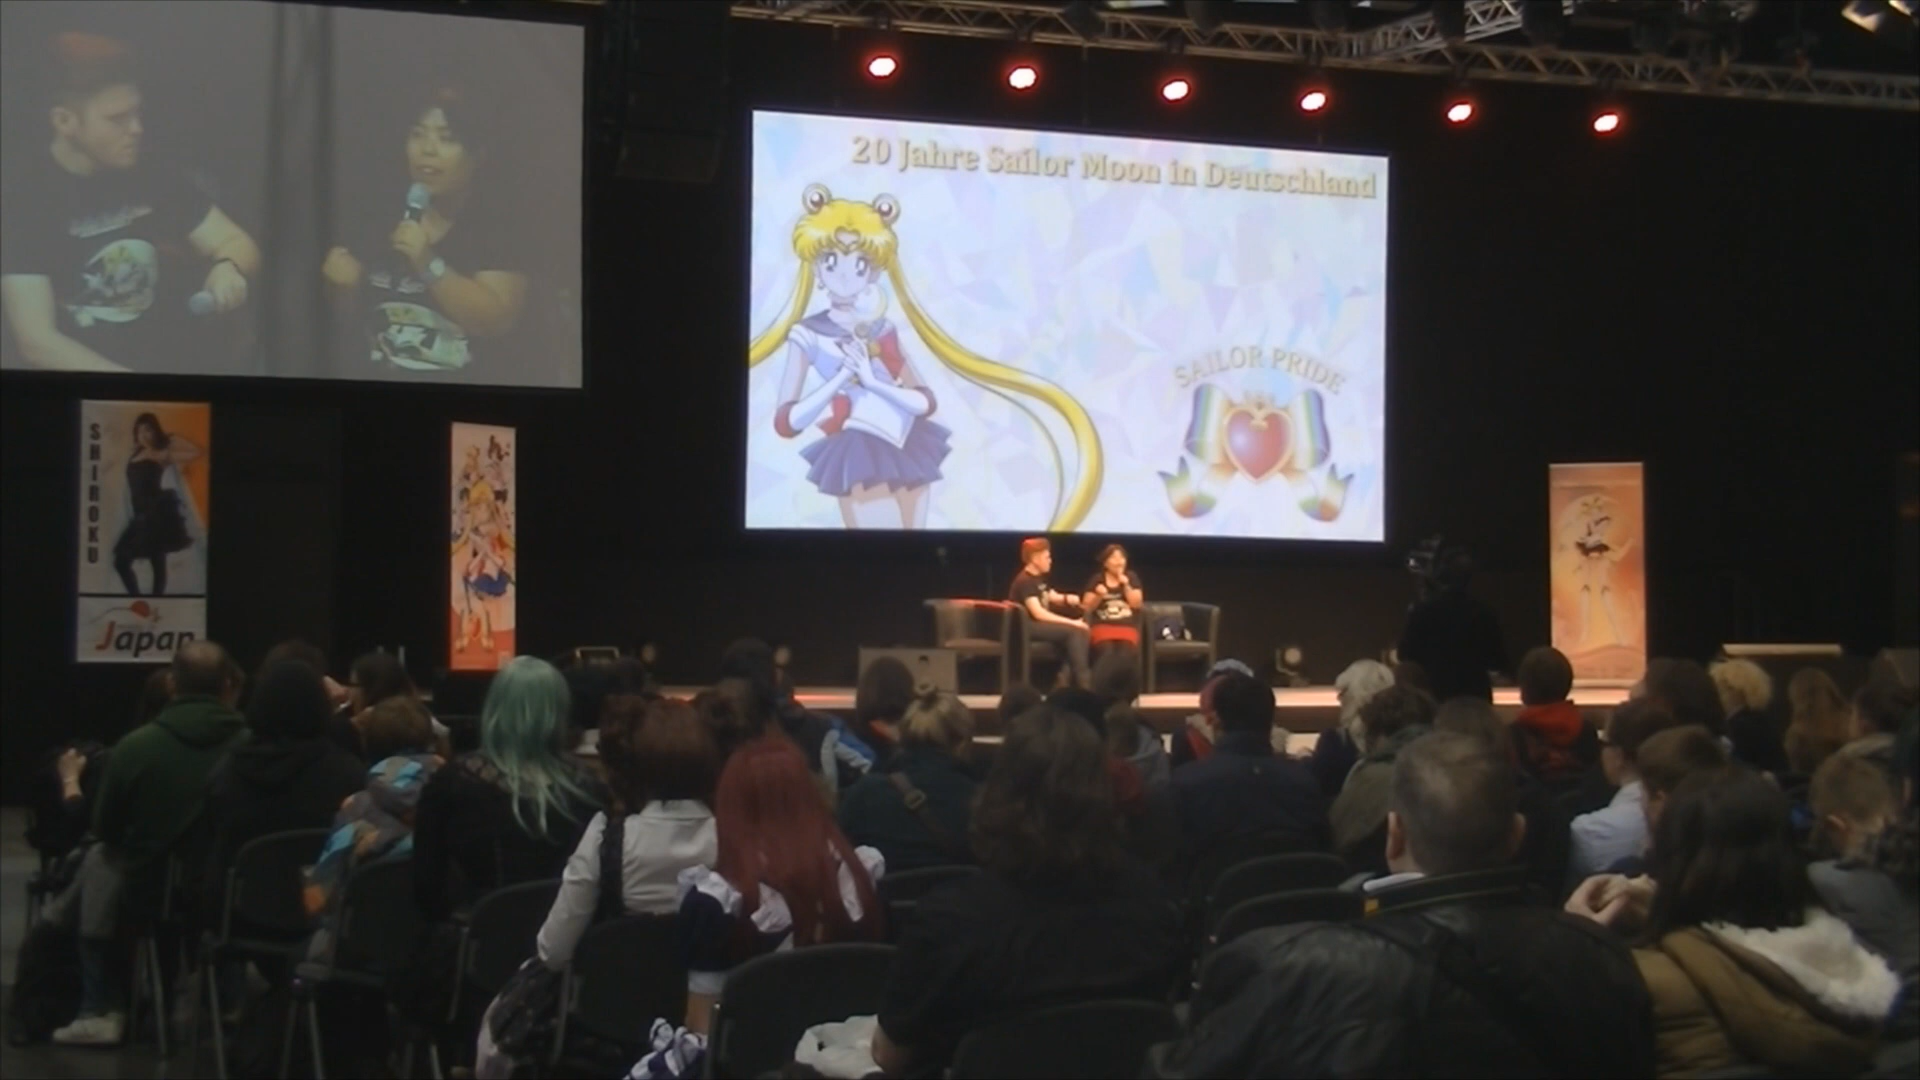 20 Jahre Sailor Moon in Deutschland
SAILOR PRIDE
SHIROKU
Japan